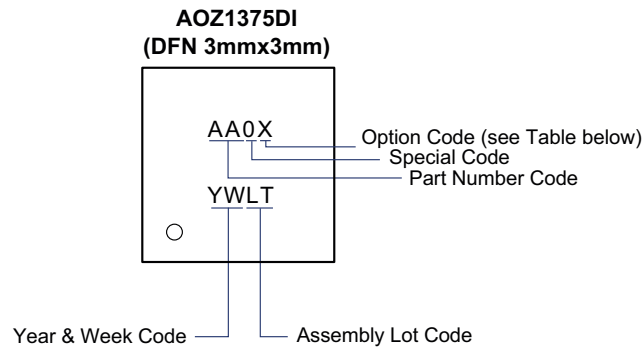 AOZ1375DI
(DFN 3mmx3mm)
AA0X
Option Code (see Table below)
Special Code
Part Number Code
YWLT
Year & Week Code
Assembly Lot Code